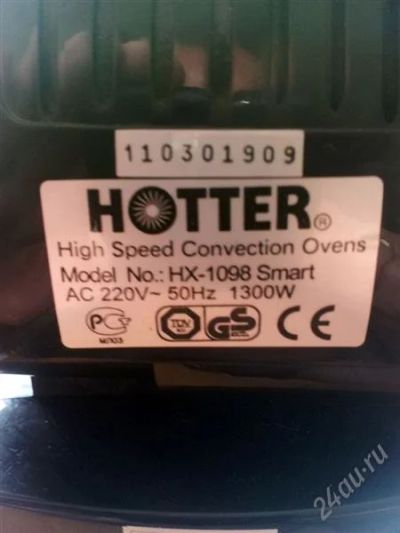 110301909
HOTTER®
High Speed Convection Ovens
Model No.: HX-1098 Smart
AC 220V~ 50Hz 1300W
TÜV GS CE
24au.ru